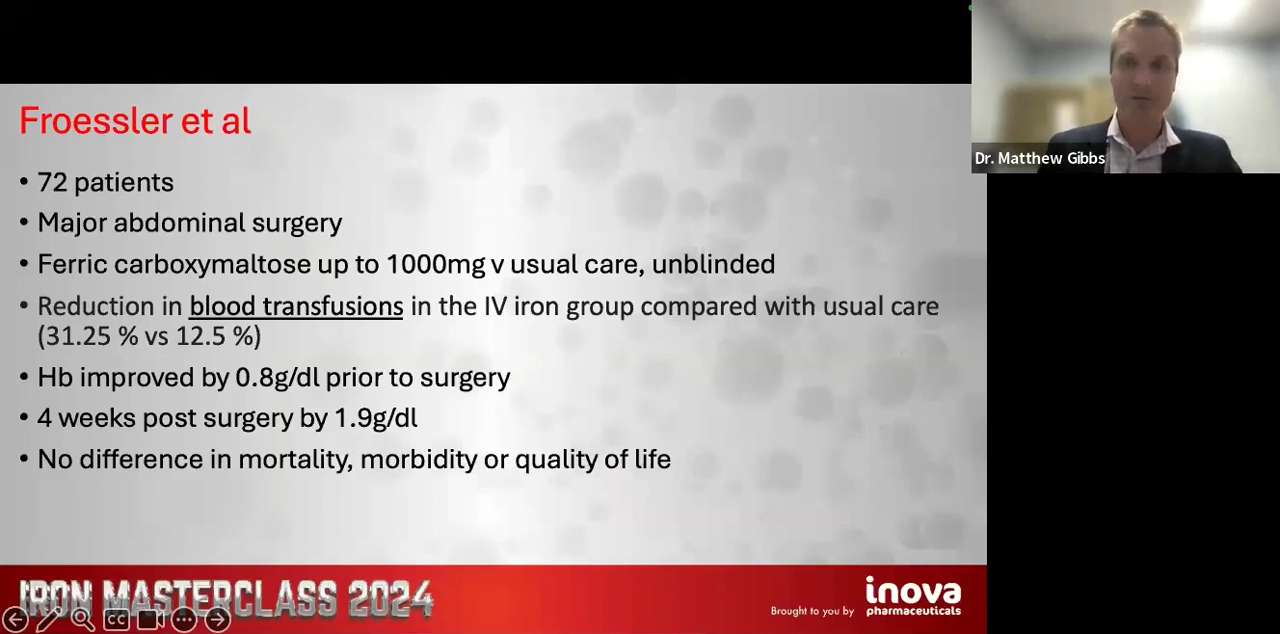 Froessler et al
• 72 patients
• Major abdominal surgery
• Ferric carboxymaltose up to 1000mg v usual care, unblinded
• Reduction in blood transfusions in the IV iron group compared with usual care
(31.25 % vs 12.5 %)
• Hb improved by 0.8g/dl prior to surgery
• 4 weeks post surgery by 1.9g/dl
• No difference in mortality, morbidity or quality of life
IRON MASTERCLASS 2024
Brought to you by
inova
pharmaceuticals
CC
Dr. Matthew Gibbs